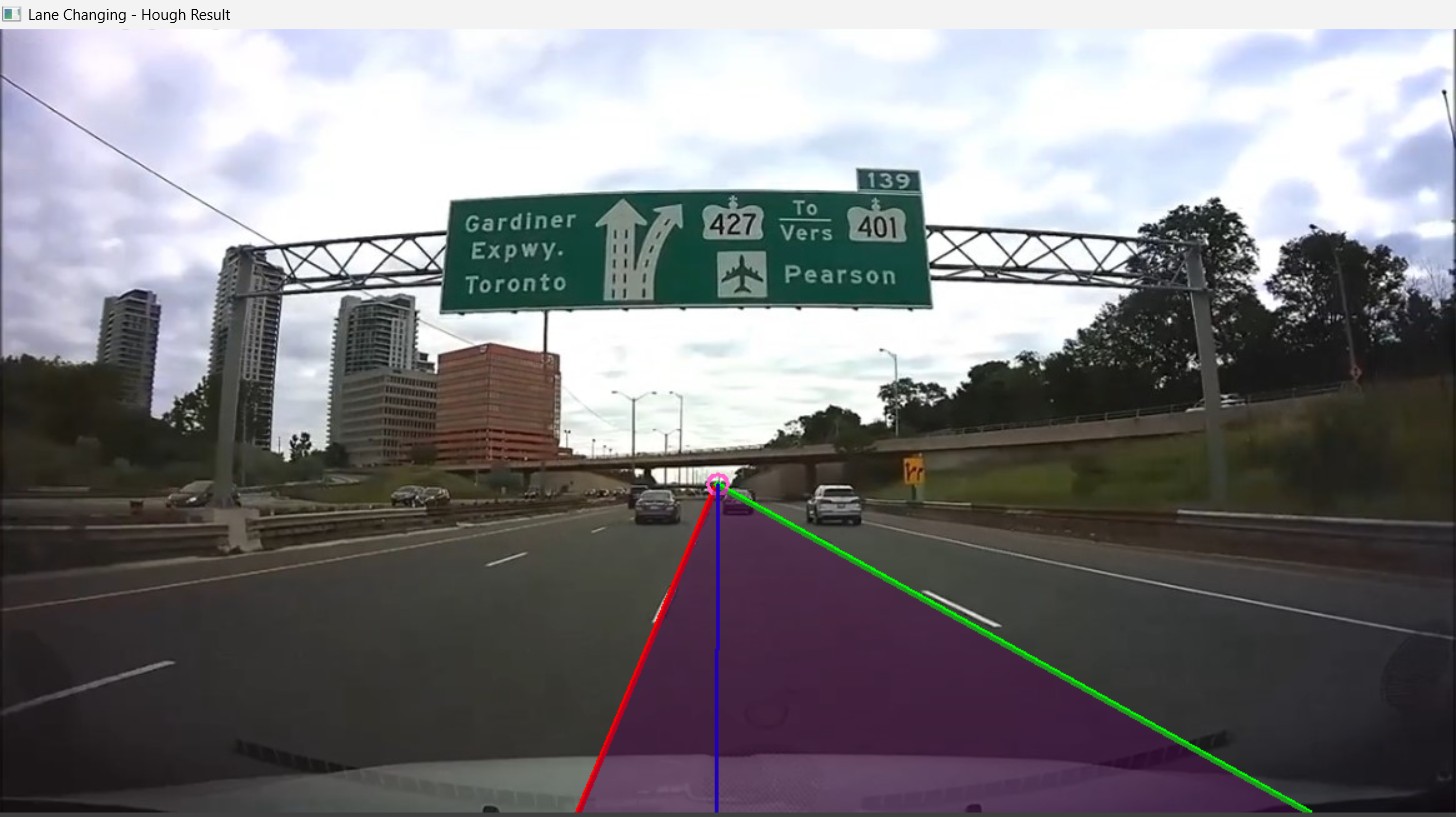 Lane Changing - Hough Result
139
Gardiner
Expwy.
Toronto
427
To
Vers
401
Pearson